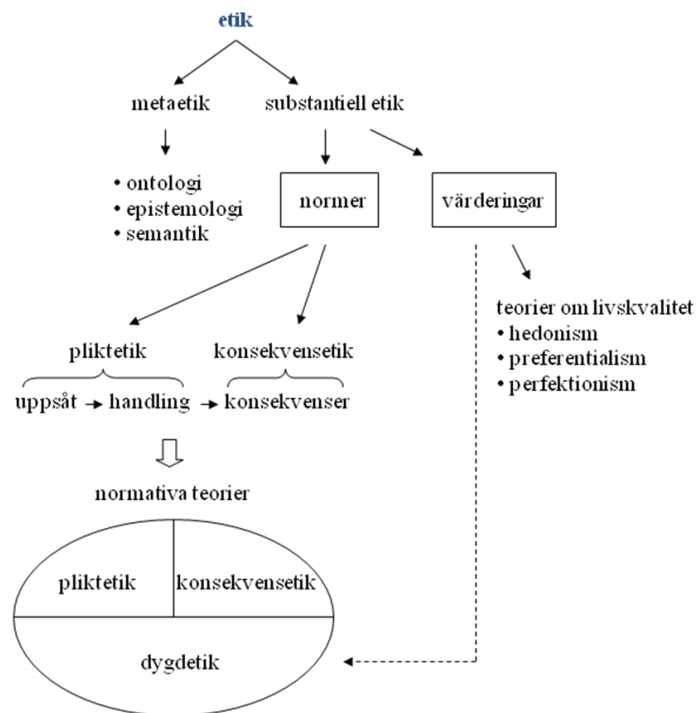 etik
metaetik substantiell etik
• ontologi
• epistemologi
• semantik
normer
värderingar
teorier om livskvalitet
• hedonism
• preferentialism
• perfektionism
pliktetik konsekvensetik
uppsåt handling konsekvenser
normativa teorier
pliktetik konsekvensetik
dygdetik